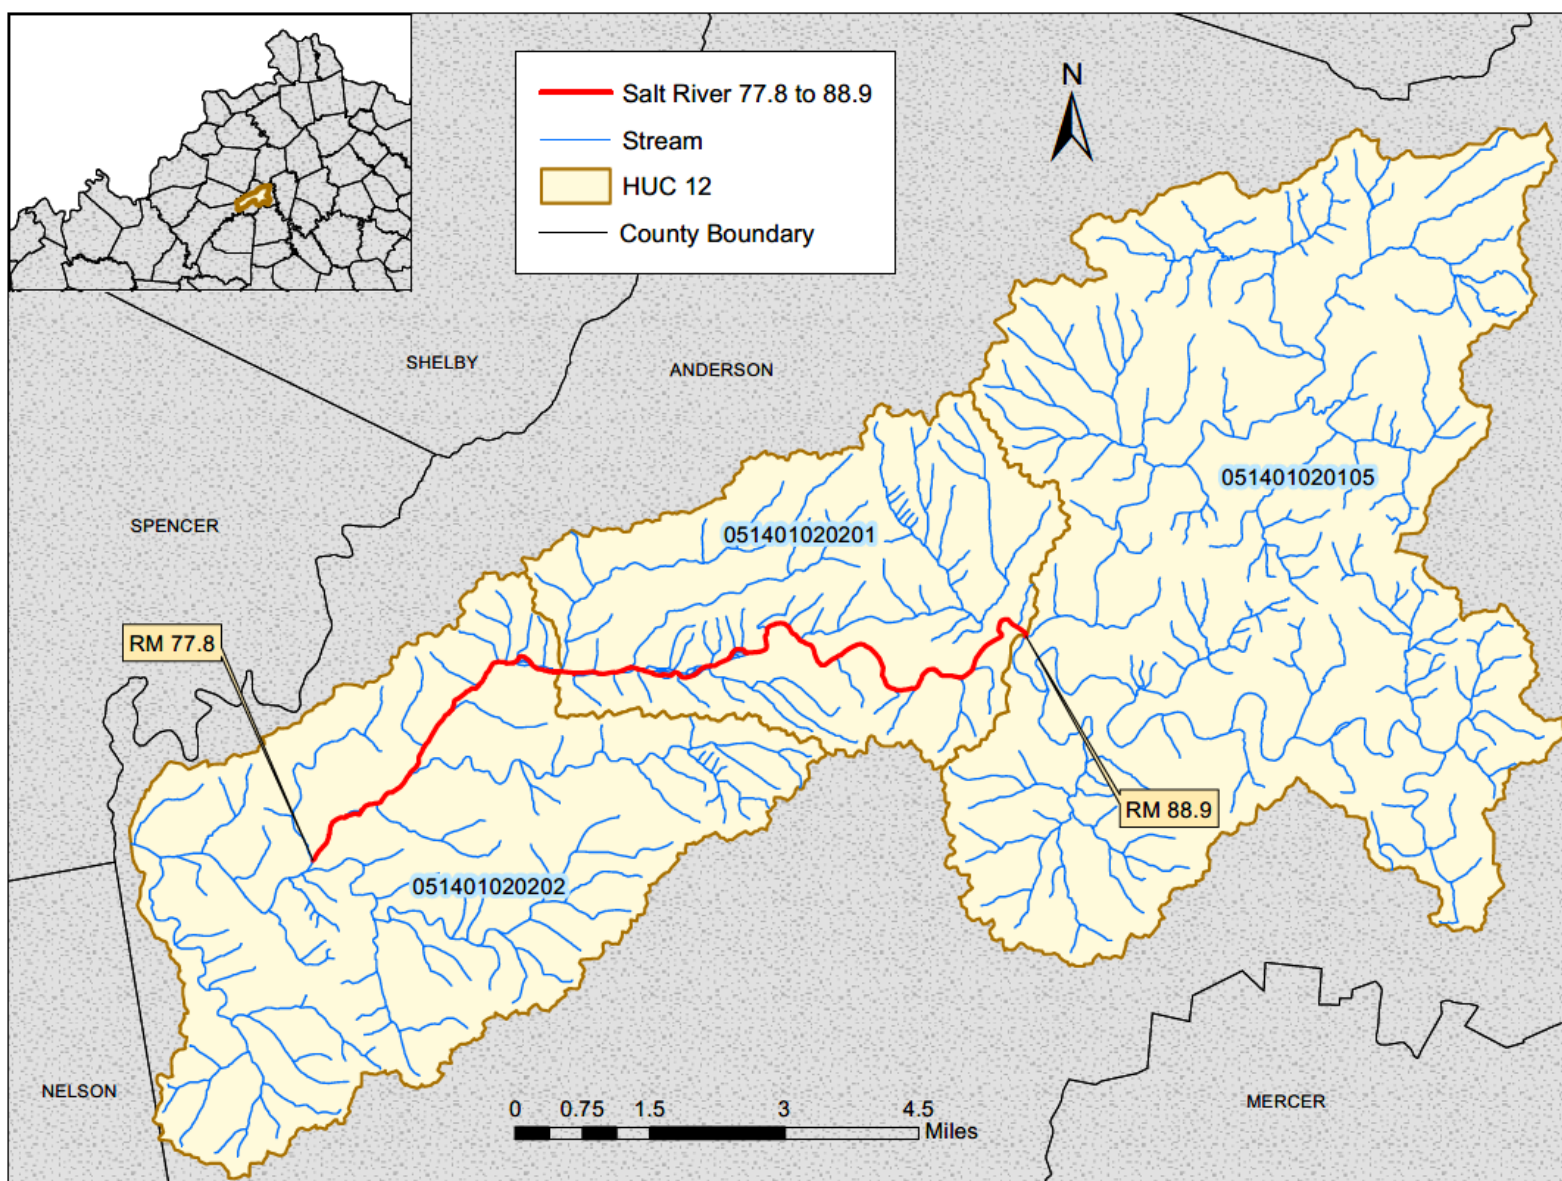 Salt River 77.8 to 88.9
Stream
HUC 12
County Boundary
N
SHELBY
ANDERSON
SPENCER
051401020105
051401020201
RM 77.8
RM 88.9
051401020202
NELSON
MERCER
0 0.75 1.5 3 4.5
Miles